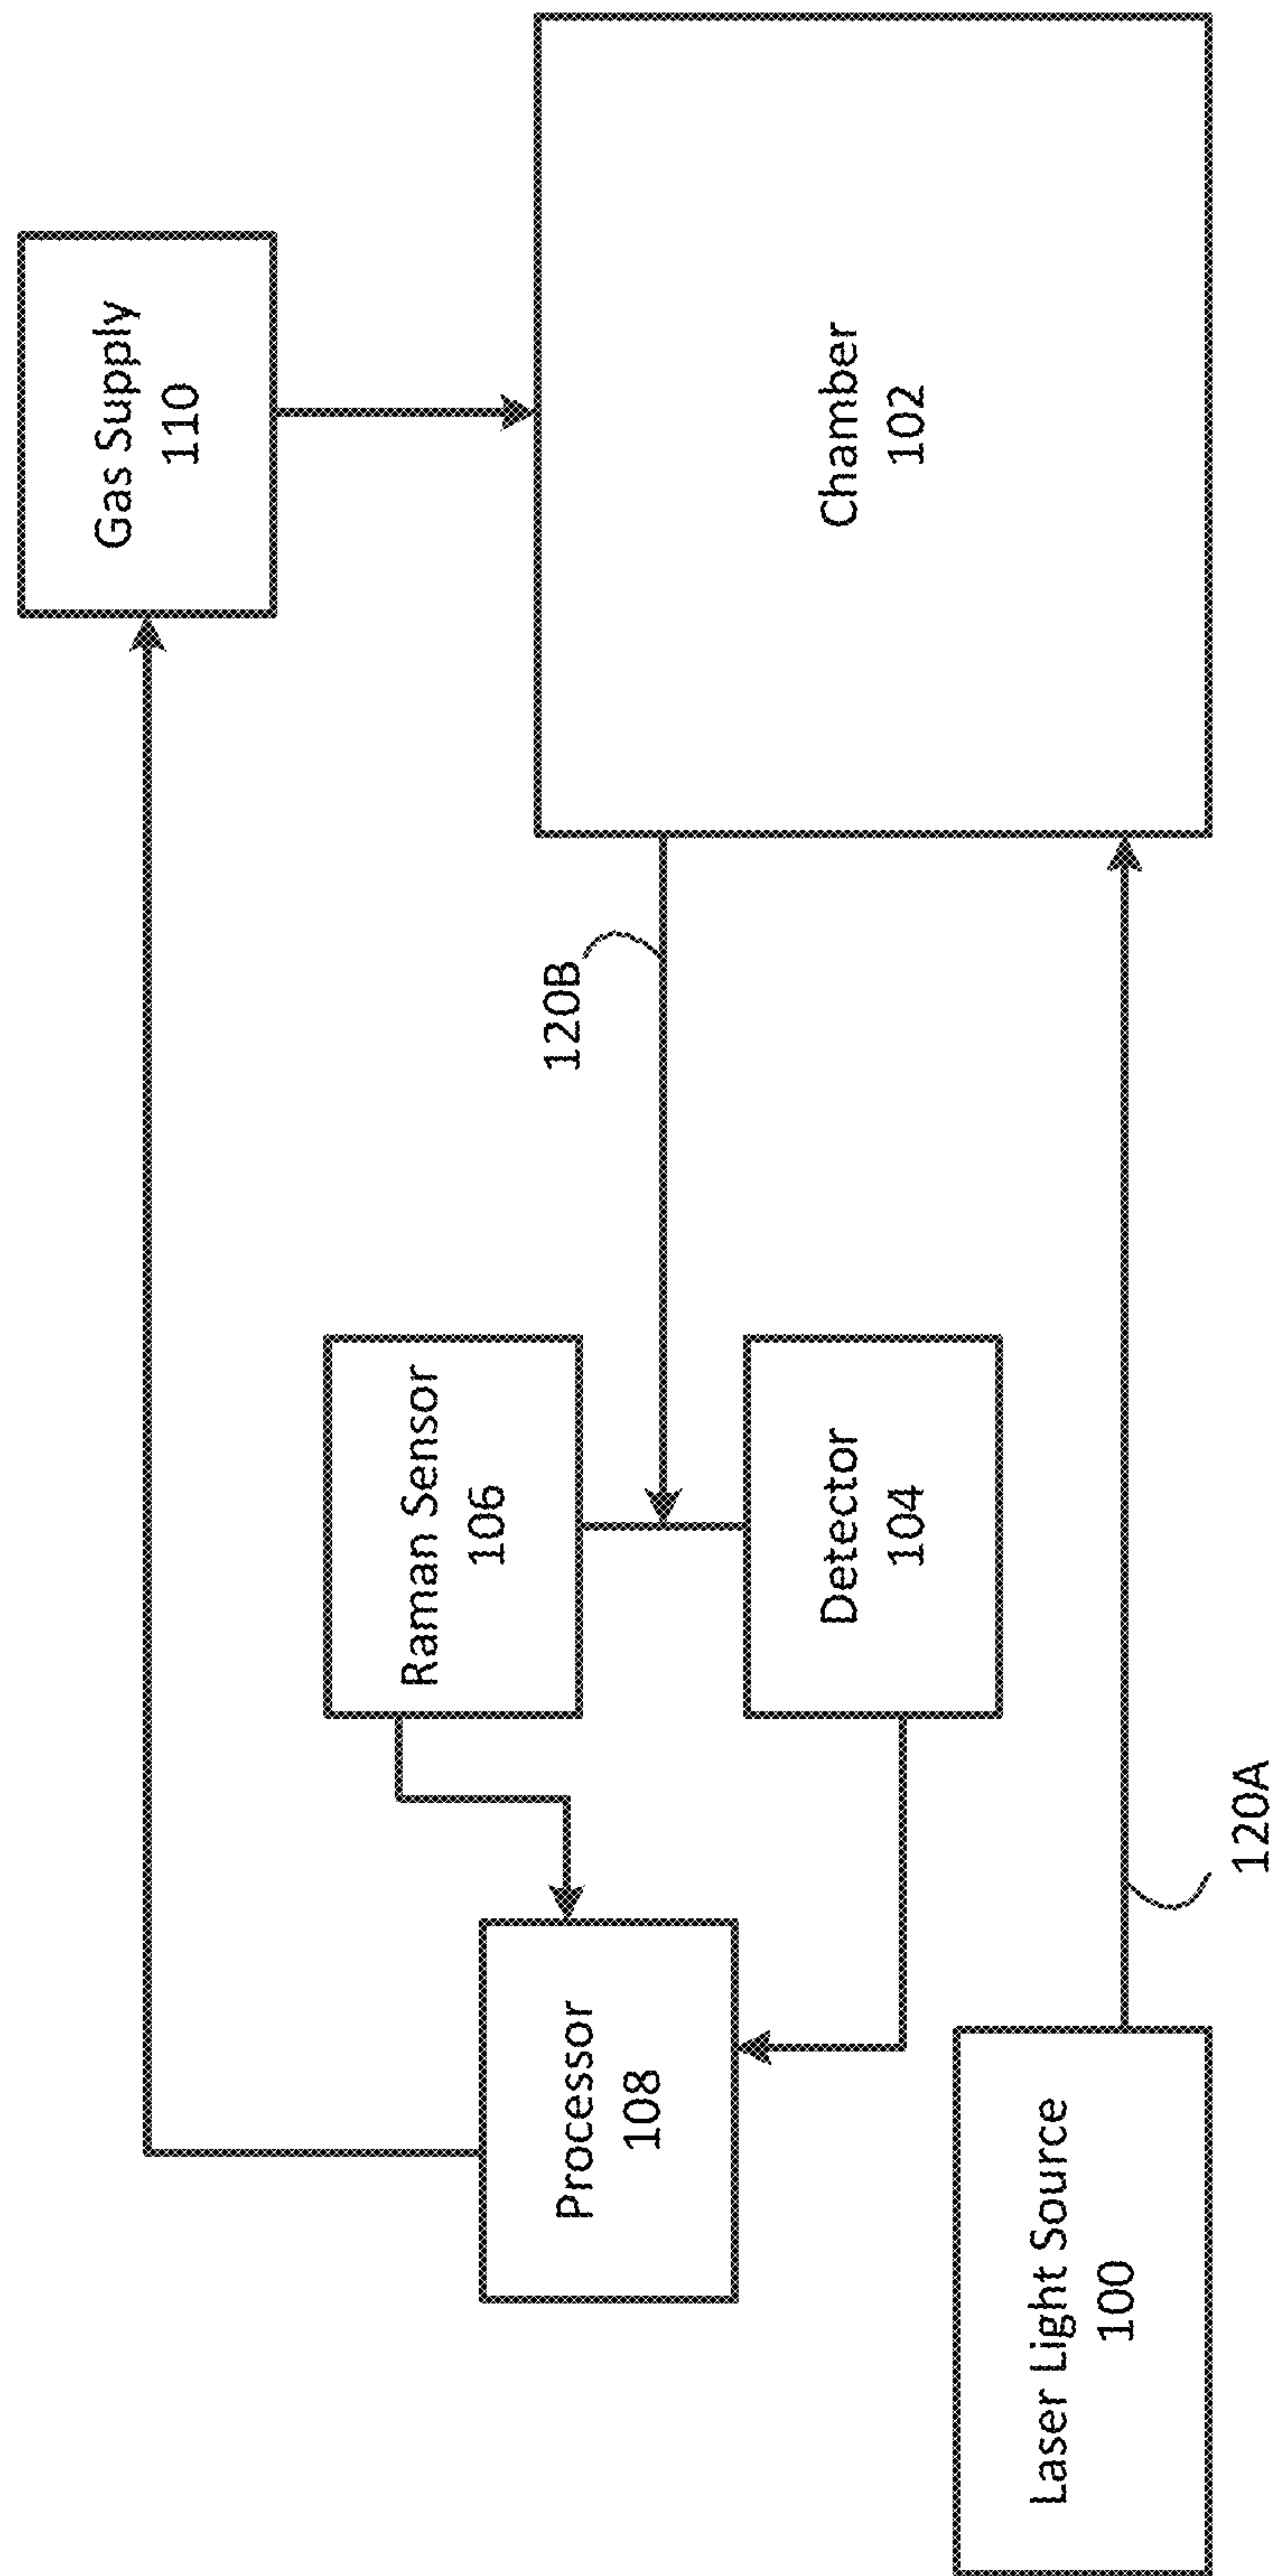 Gas Supply
110
Raman Sensor
106
120B
Chamber
102
Processor
108
Detector
104
Laser Light Source
100
120A